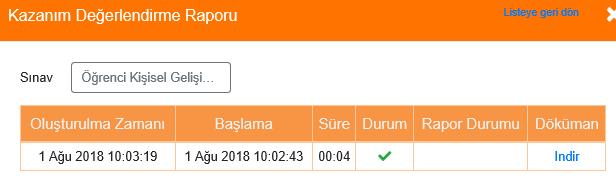 Kazanım Değerlendirme Raporu
Listeye geri dön
Sınav
Öğrenci Kişisel Gelişi...
Oluşturulma Zamanı Başlama Süre Durum Rapor Durumu Döküman
1 Ağu 2018 10:03:19 1 Ağu 2018 10:02:43 00:04 Indir